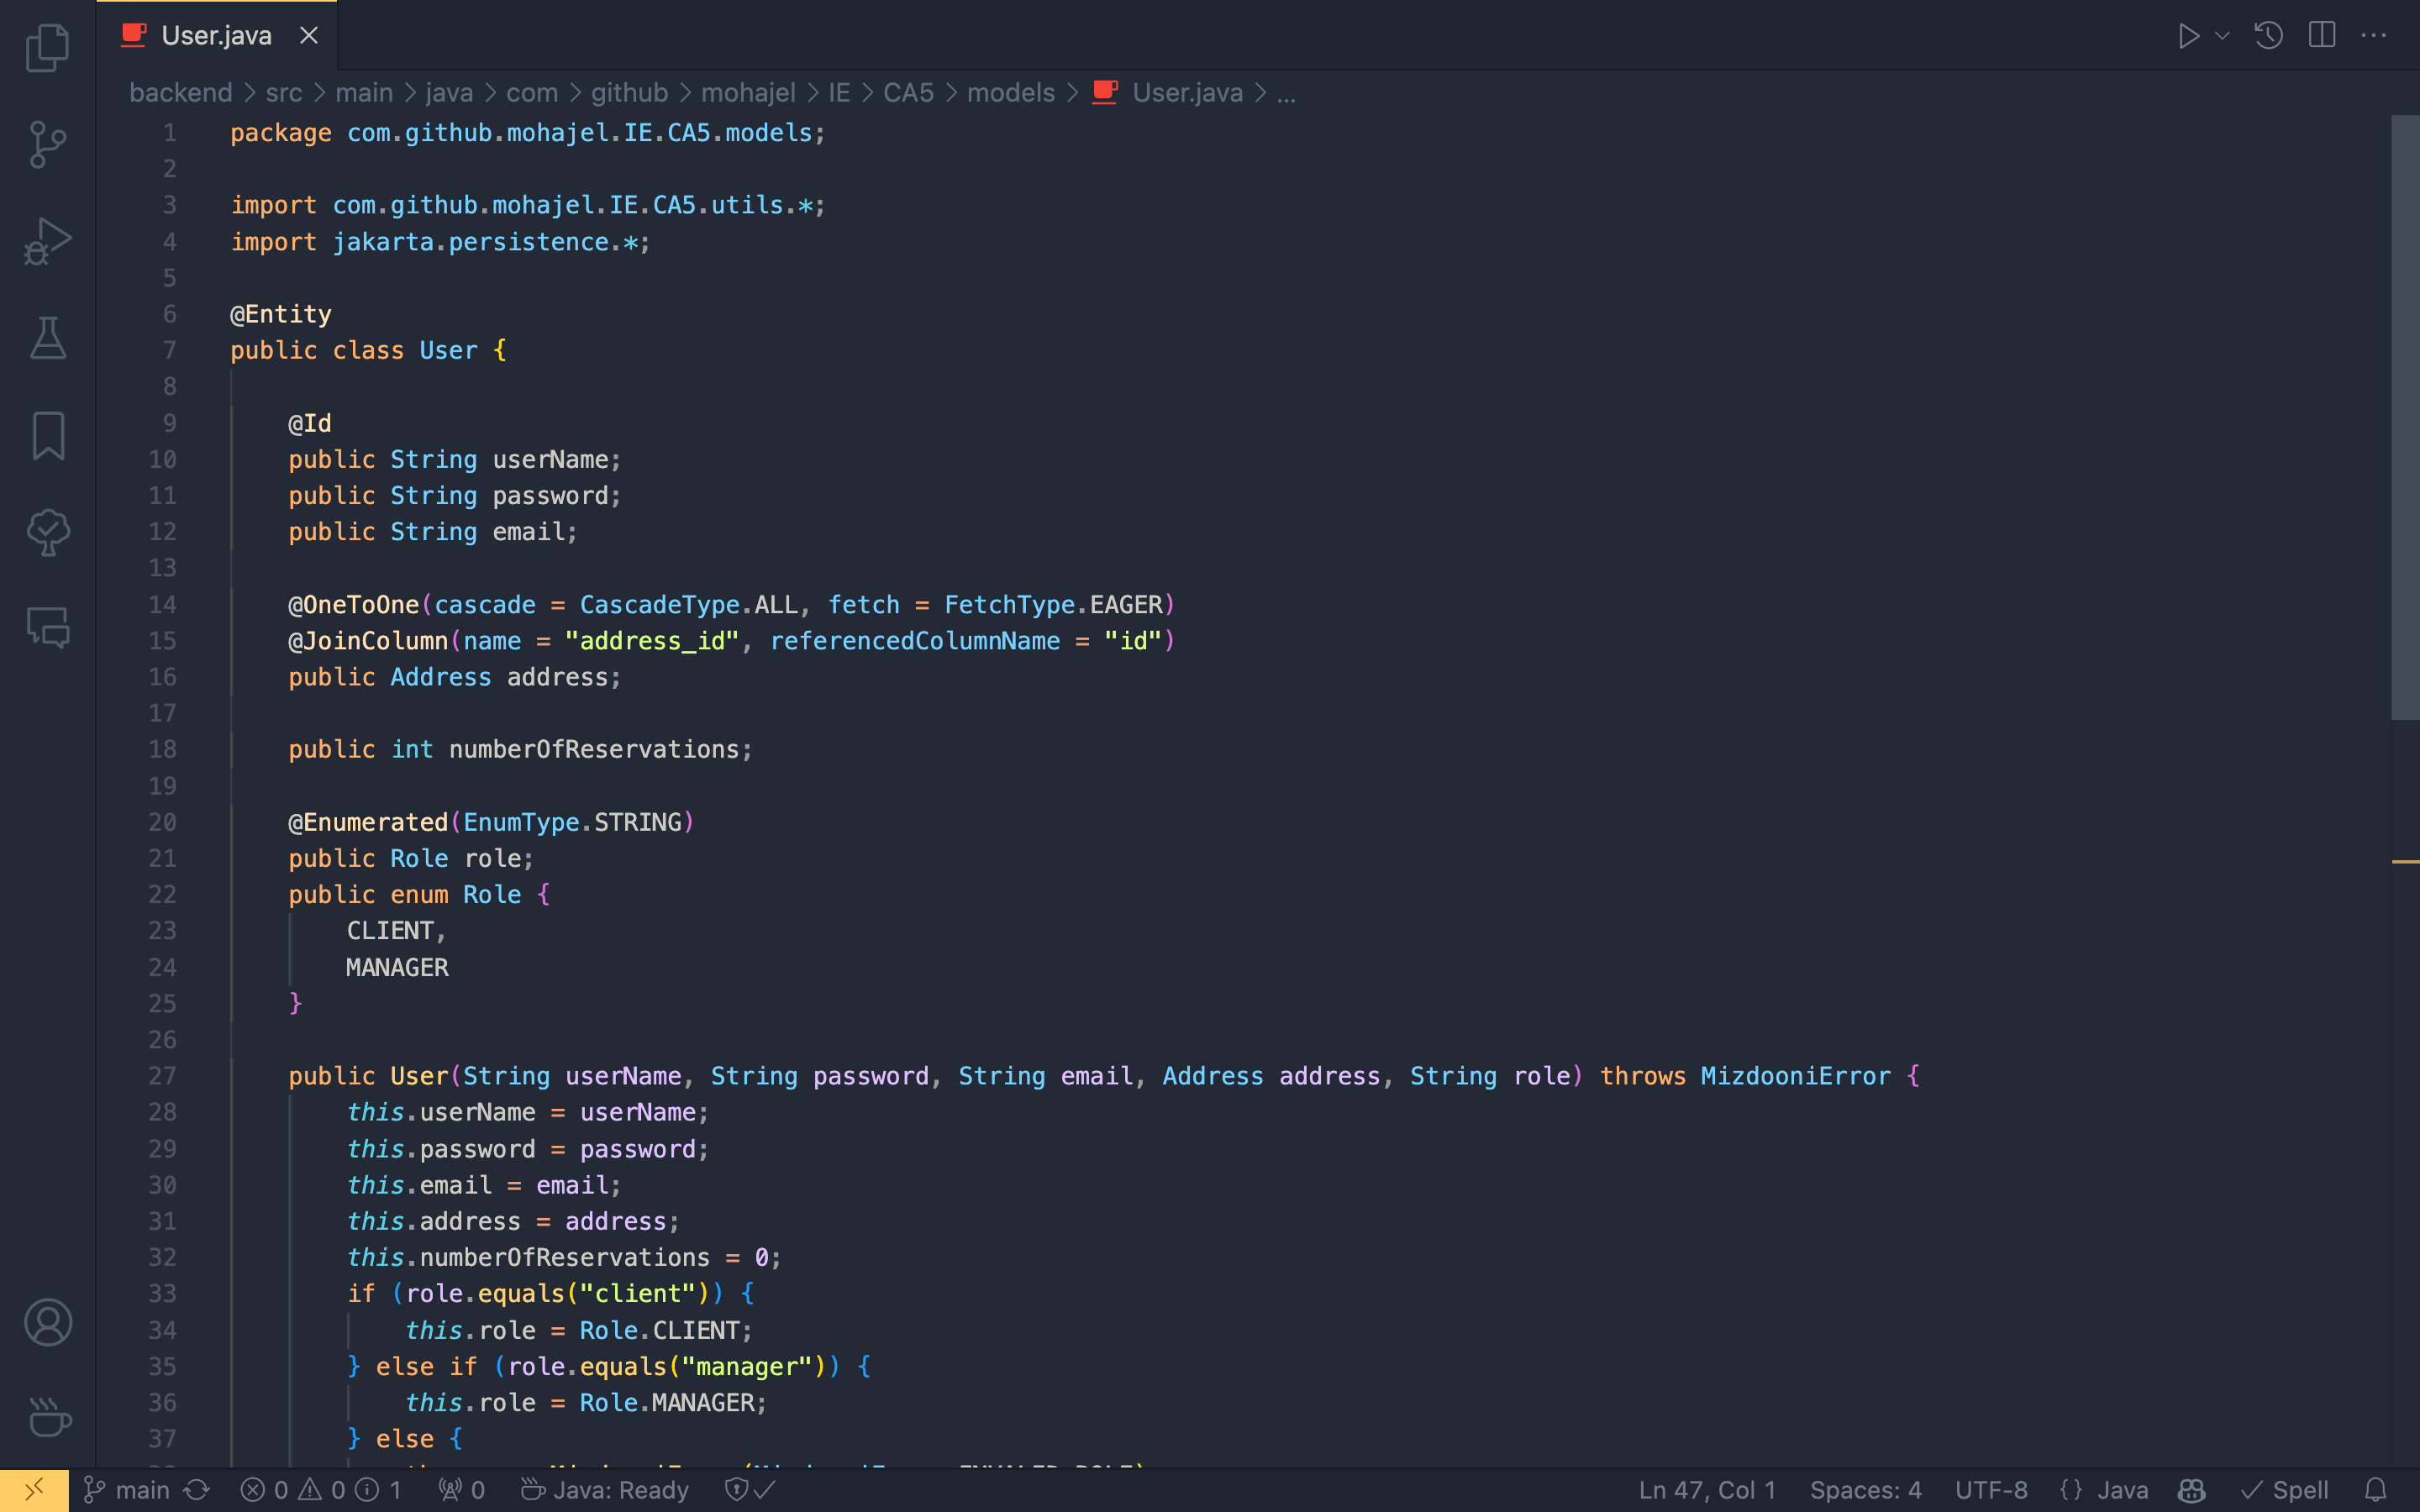 User.java
backend > src > main > java > com > github > mohajel > IE > CA5 > models > User.java > ...
1 package com.github.mohajel.IE.CA5.models;
2
3 import com.github.mohajel.IE.CA5.utils.*;
4 import jakarta.persistence.*;
5
6 @Entity
7 public class User {
8
9     @Id
10     public String userName;
11     public String password;
12     public String email;
13
14     @OneToOne(cascade = CascadeType.ALL, fetch = FetchType.EAGER)
15     @JoinColumn(name = "address_id", referencedColumnName = "id")
16     public Address address;
17
18     public int numberOfReservations;
19
20     @Enumerated(EnumType.STRING)
21     public Role role;
22     public enum Role {
23         CLIENT,
24         MANAGER
25     }
26
27     public User(String userName, String password, String email, Address address, String role) throws MizdooniError {
28         this.userName = userName;
29         this.password = password;
30         this.email = email;
31         this.address = address;
32         this.numberOfReservations = 0;
33         if (role.equals("client")) {
34             this.role = Role.CLIENT;
35         } else if (role.equals("manager")) {
36             this.role = Role.MANAGER;
37         } else {
main 0 0 1 0 Java: Ready Ln 47, Col 1 Spaces: 4 UTF-8 {} Java Spell